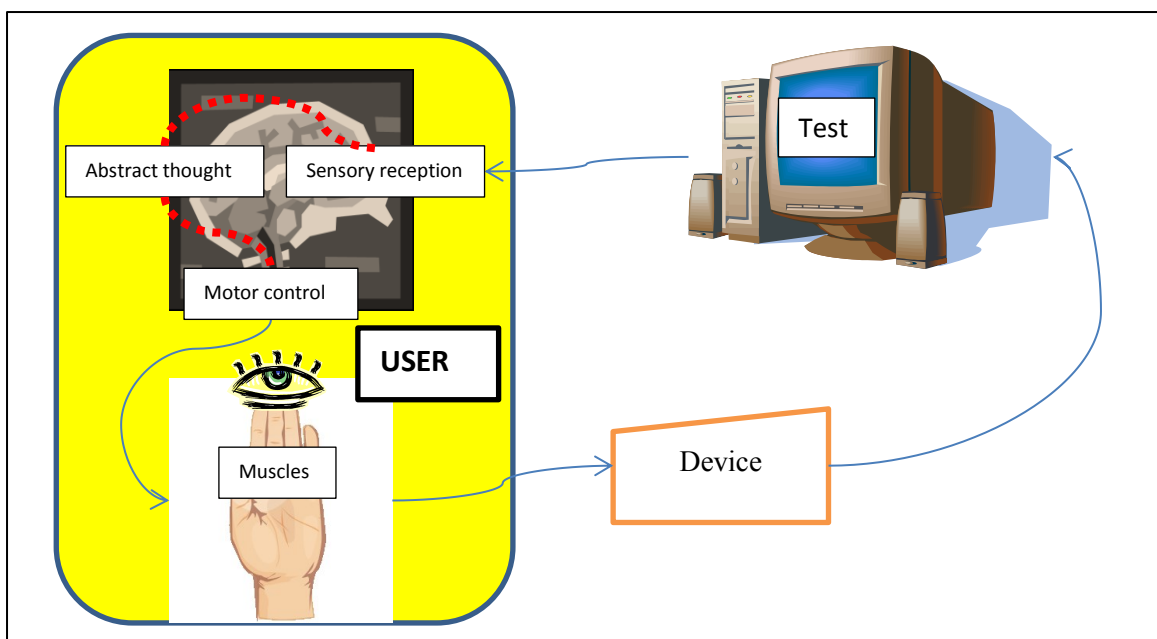 Test
Abstract thought
Sensory reception
Motor control
USER
Muscles
Device